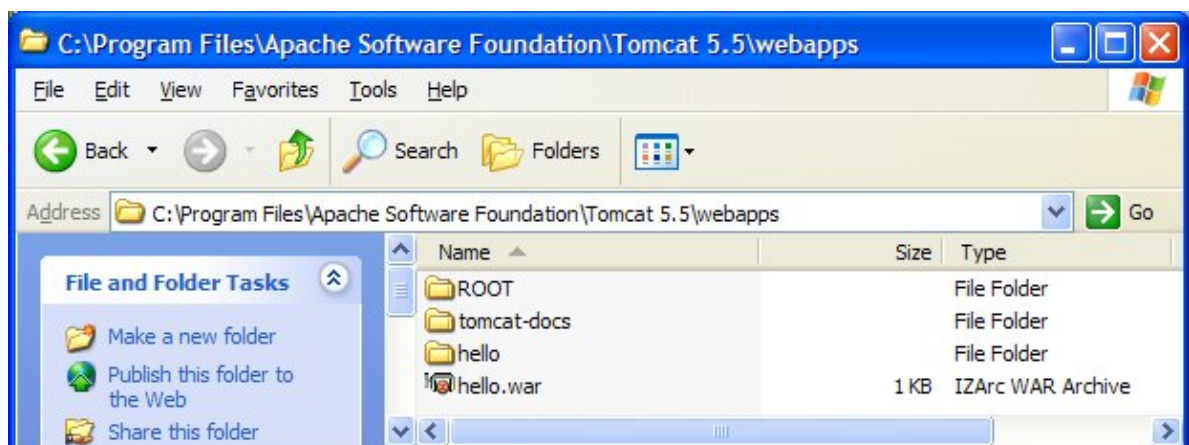 C:\Program Files\Apache Software Foundation\Tomcat 5.5\webapps
File Edit View Favorites Tools Help
Back Search Folders
Address C:\Program Files\Apache Software Foundation\Tomcat 5.5\webapps Go
Name Size Type
File and Folder Tasks
Make a new folder
Publish this folder to
the Web
Share this folder
ROOT File Folder
tomcat-docs File Folder
hello File Folder
hello.war 1 KB IZArc WAR Archive